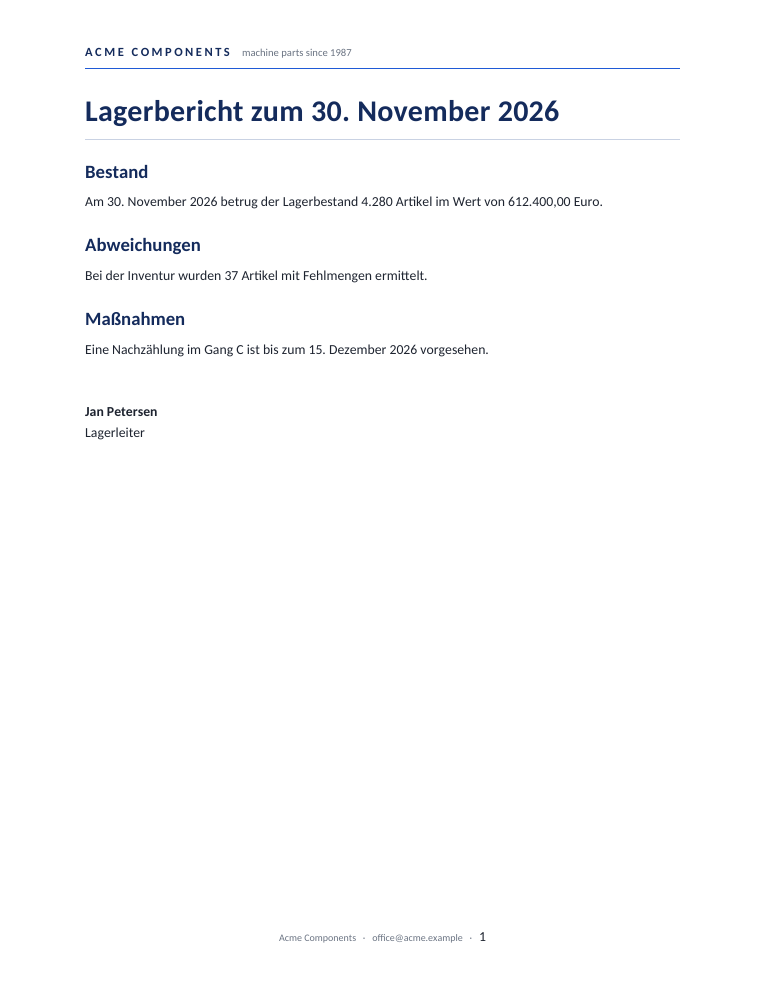 ACME COMPONENTS machine parts since 1987
Lagerbericht zum 30. November 2026
Bestand
Am 30. November 2026 betrug der Lagerbestand 4.280 Artikel im Wert von 612.400,00 Euro.
Abweichungen
Bei der Inventur wurden 37 Artikel mit Fehlmengen ermittelt.
Maßnahmen
Eine Nachzählung im Gang C ist bis zum 15. Dezember 2026 vorgesehen.
Jan Petersen
Lagerleiter
Acme Components · office@acme.example · 1